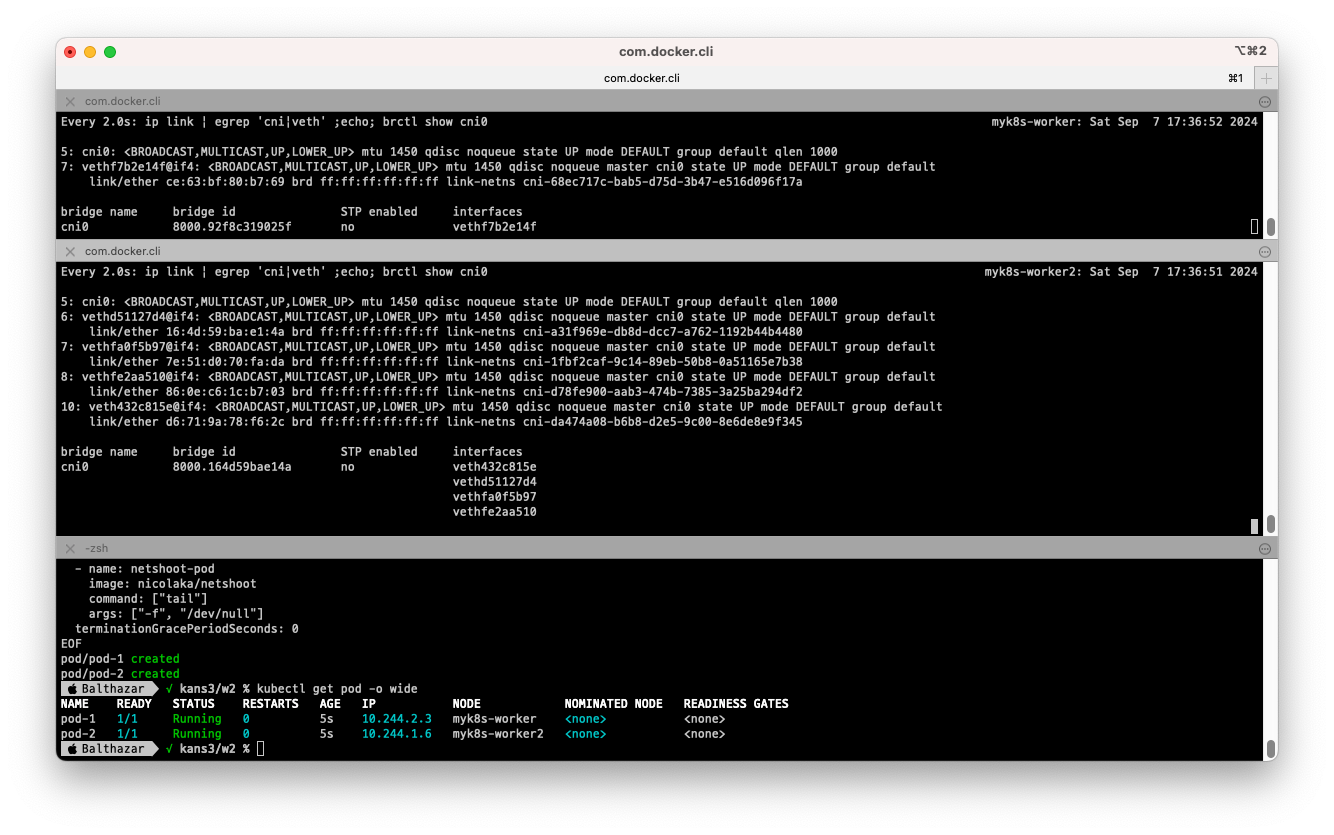 com.docker.cli ⌥⌘2
com.docker.cli ⌘1
com.docker.cli
Every 2.0s: ip link | egrep 'cni|veth' ;echo; brctl show cni0 myk8s-worker: Sat Sep  7 17:36:52 2024
5: cni0: <BROADCAST,MULTICAST,UP,LOWER_UP> mtu 1450 qdisc noqueue state UP mode DEFAULT group default qlen 1000
7: vethf7b2e14f@if4: <BROADCAST,MULTICAST,UP,LOWER_UP> mtu 1450 qdisc noqueue master cni0 state UP mode DEFAULT group default
link/ether ce:63:bf:80:b7:69 brd ff:ff:ff:ff:ff:ff link-netns cni-68ec717c-bab5-d75d-3b47-e516d096f17a
bridge name bridge id STP enabled interfaces
cni0 8000.92f8c319025f no vethf7b2e14f
com.docker.cli
Every 2.0s: ip link | egrep 'cni|veth' ;echo; brctl show cni0 myk8s-worker2: Sat Sep  7 17:36:51 2024
5: cni0: <BROADCAST,MULTICAST,UP,LOWER_UP> mtu 1450 qdisc noqueue state UP mode DEFAULT group default qlen 1000
6: vethd51127d4@if4: <BROADCAST,MULTICAST,UP,LOWER_UP> mtu 1450 qdisc noqueue master cni0 state UP mode DEFAULT group default
link/ether 16:4d:59:ba:e1:4a brd ff:ff:ff:ff:ff:ff link-netns cni-a31f969e-db8d-dcc7-a762-1192b44b4480
7: vethfa0f5b97@if4: <BROADCAST,MULTICAST,UP,LOWER_UP> mtu 1450 qdisc noqueue master cni0 state UP mode DEFAULT group default
link/ether 7e:51:d0:70:fa:da brd ff:ff:ff:ff:ff:ff link-netns cni-1fbf2caf-9c14-89eb-50b8-0a51165e7b38
8: vethfe2aa510@if4: <BROADCAST,MULTICAST,UP,LOWER_UP> mtu 1450 qdisc noqueue master cni0 state UP mode DEFAULT group default
link/ether 86:0e:c6:1c:b7:03 brd ff:ff:ff:ff:ff:ff link-netns cni-d78fe900-aab3-474b-7385-3a25ba294df2
10: veth432c815e@if4: <BROADCAST,MULTICAST,UP,LOWER_UP> mtu 1450 qdisc noqueue master cni0 state UP mode DEFAULT group default
link/ether d6:71:9a:78:f6:2c brd ff:ff:ff:ff:ff:ff link-netns cni-da474a08-b6b8-d2e5-9c00-8e6de8e9f345
bridge name bridge id STP enabled interfaces
cni0 8000.164d59bae14a no veth432c815e
vethd51127d4
vethfa0f5b97
vethfe2aa510
-zsh
- name: netshoot-pod
image: nicolaka/netshoot
command: ["tail"]
args: ["-f", "/dev/null"]
terminationGracePeriodSeconds: 0
EOF
pod/pod-1 created
pod/pod-2 created
Balthazar √ kans3/w2 % kubectl get pod -o wide
NAME READY STATUS RESTARTS AGE IP NODE NOMINATED NODE READINESS GATES
pod-1 1/1 Running 0 5s 10.244.2.3 myk8s-worker <none> <none>
pod-2 1/1 Running 0 5s 10.244.1.6 myk8s-worker2 <none> <none>
Balthazar √ kans3/w2 %